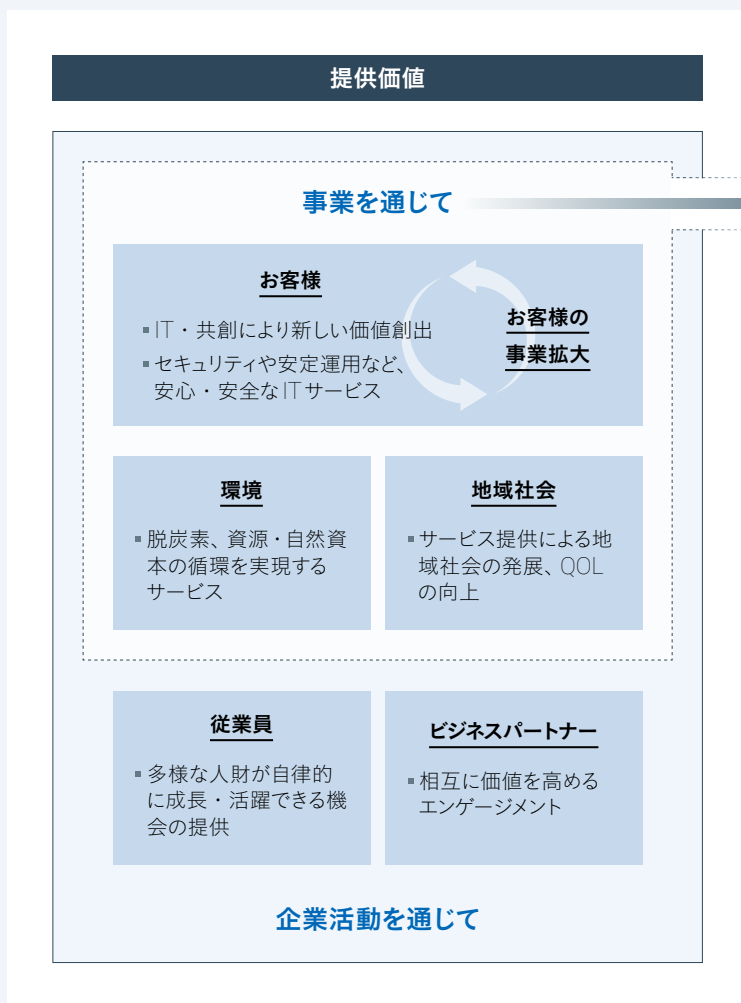 提供価値
事業を通じて
お客様
▪IT・共創により新しい価値創出
▪セキュリティや安定運用など、
安心・安全なITサービス
お客様の
事業拡大
環境
▪脱炭素、資源・自然資
本の循環を実現する
サービス
地域社会
▪サービス提供による地
域社会の発展、QOL
の向上
従業員
▪多様な人財が自律的
に成長・活躍できる機
会の提供
ビジネスパートナー
▪相互に価値を高める
エンゲージメント
企業活動を通じて